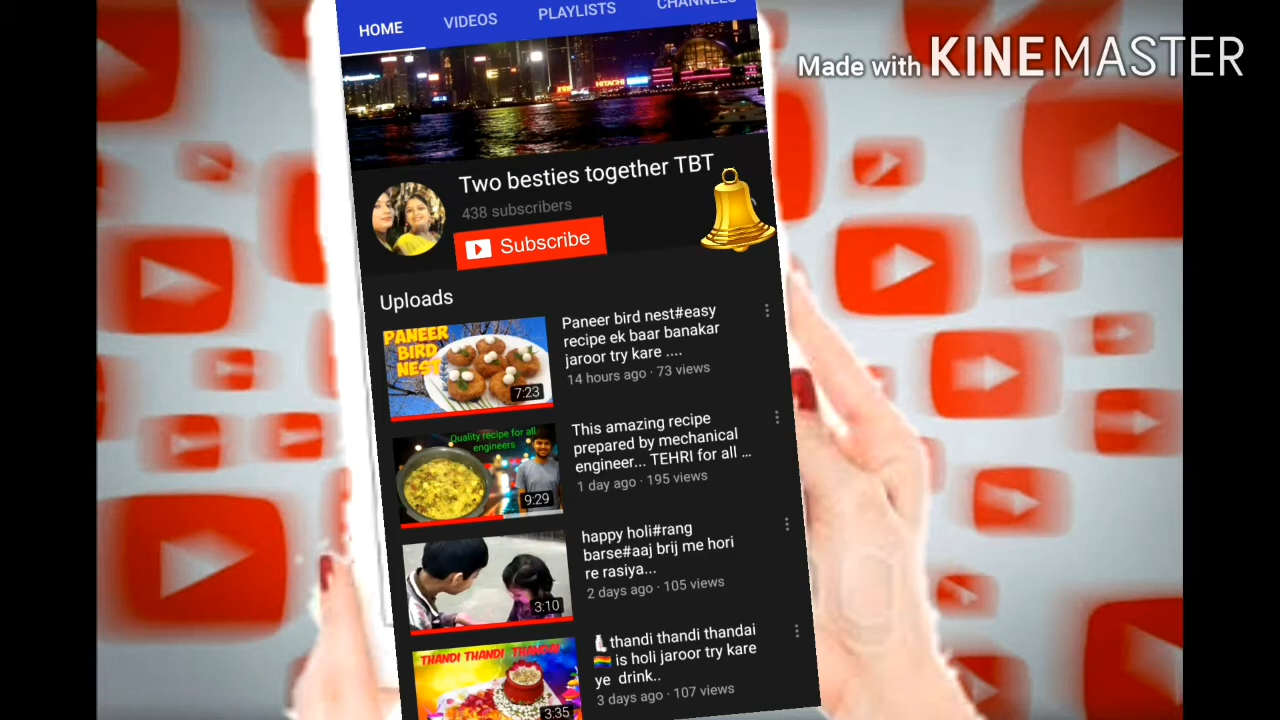 HOME VIDEOS PLAYLISTS CHANNELS
Made with KINEMASTER
HITACHI
Two besties together TBT
438 subscribers
Subscribe
Uploads
PANEER
BIRD
NEST
7:23
Paneer bird nest#easy
recipe ek baar banakar
jaroor try kare ....
14 hours ago · 73 views
Quality recipe for all
engineers
9:29
This amazing recipe
prepared by mechanical
engineer... TEHRI for all ...
1 day ago · 195 views
3:10
happy holi#rang
barse#aaj brij me hori
re rasiya...
2 days ago · 105 views
THANDI THANDI THANDAI
3:35
thandi thandi thandai
is holi jaroor try kare
ye drink..
3 days ago · 107 views